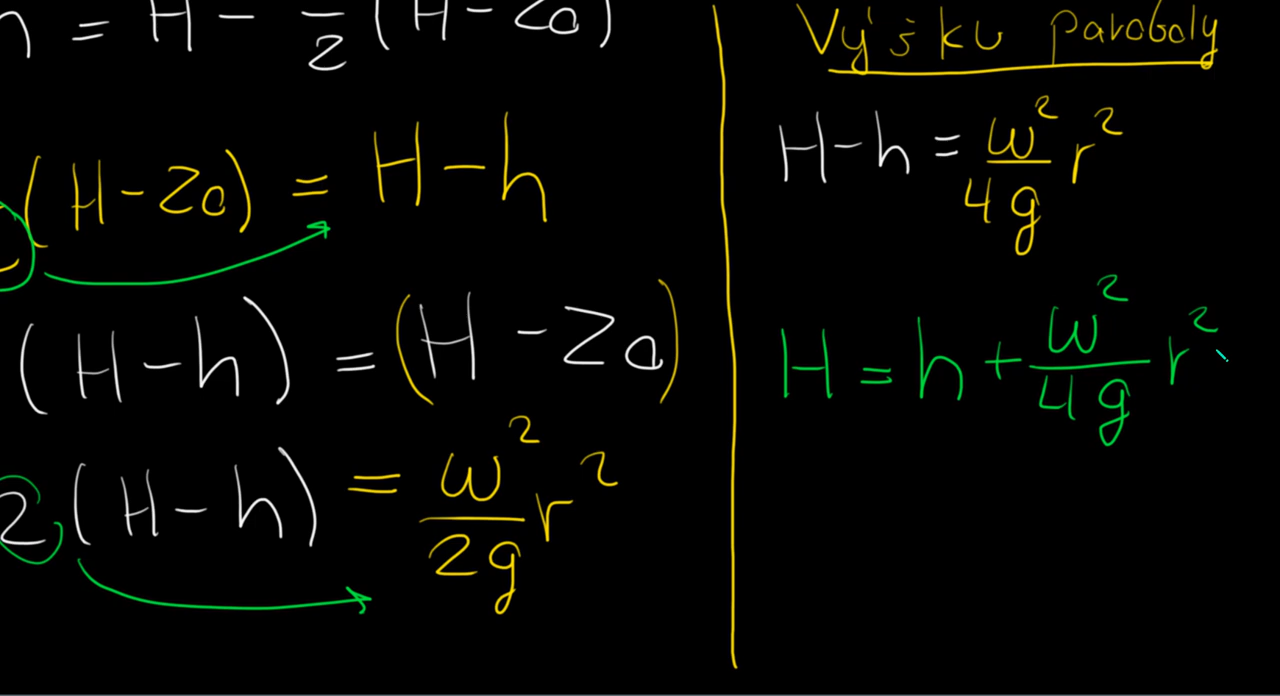 h = H - 1/2 (H - Z0)
(H - Z0) = H - h
(H - h) = (H - Z0)
2 (H - h) = ω²/2g r²
Výšku paraboly
H - h = ω²/4g r²
H = h + ω²/4g r²